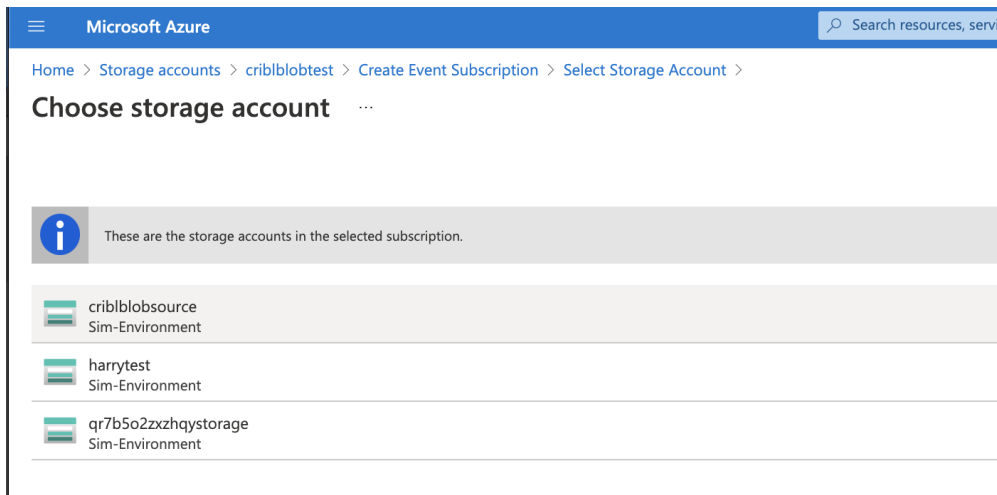 Microsoft Azure
Search resources, servi
Home > Storage accounts > criblblobtest > Create Event Subscription > Select Storage Account >
Choose storage account ...
These are the storage accounts in the selected subscription.
criblblobsource
Sim-Environment
harrytest
Sim-Environment
qr7b5o2zxzhqystorage
Sim-Environment